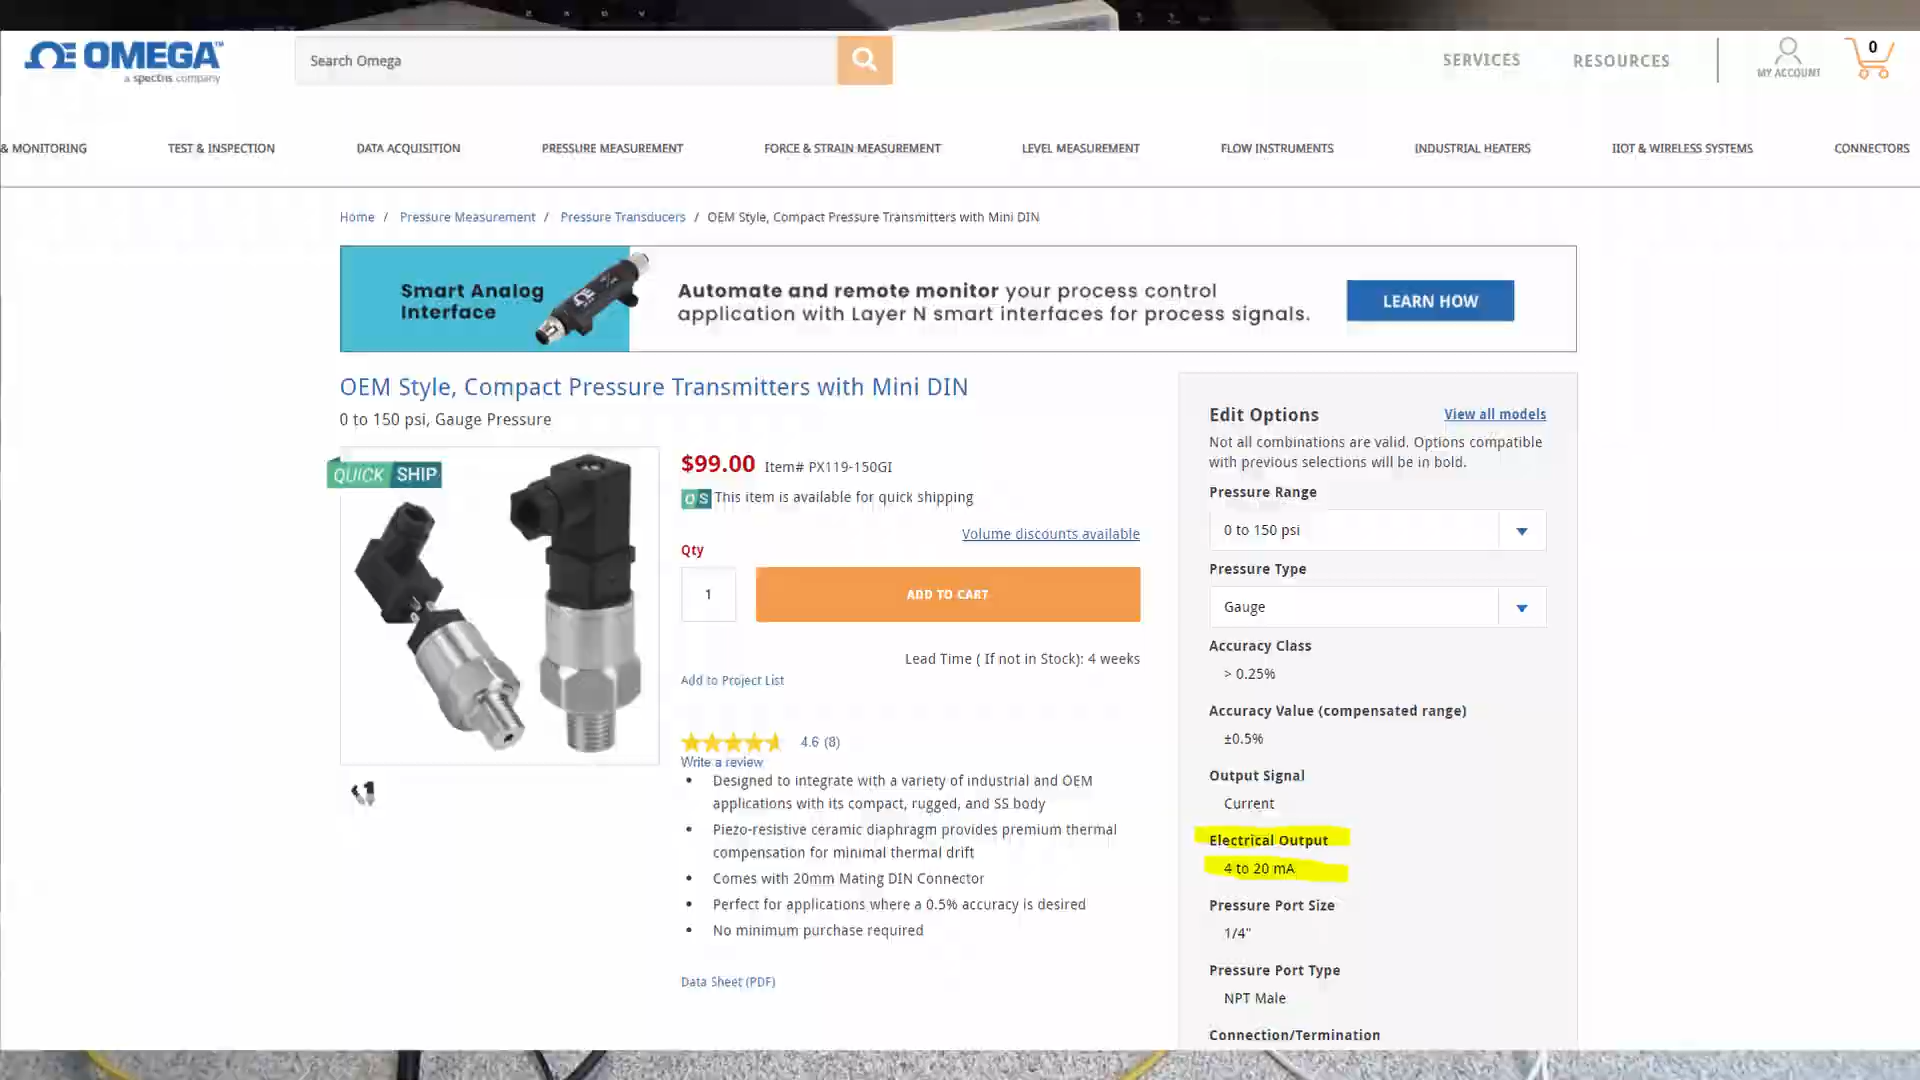 OMEGA™
a spectris company
Search Omega
SERVICES
RESOURCES
MY ACCOUNT
0
& MONITORING
TEST & INSPECTION
DATA ACQUISITION
PRESSURE MEASUREMENT
FORCE & STRAIN MEASUREMENT
LEVEL MEASUREMENT
FLOW INSTRUMENTS
INDUSTRIAL HEATERS
IIOT & WIRELESS SYSTEMS
CONNECTORS
Home / Pressure Measurement / Pressure Transducers / OEM Style, Compact Pressure Transmitters with Mini DIN
Smart Analog
Interface
Automate and remote monitor your process control
application with Layer N smart interfaces for process signals.
LEARN HOW
OEM Style, Compact Pressure Transmitters with Mini DIN
0 to 150 psi, Gauge Pressure
QUICK SHIP
$99.00 Item# PX119-150GI
QS This item is available for quick shipping
Volume discounts available
Qty
1
ADD TO CART
Lead Time ( If not in Stock): 4 weeks
Add to Project List
4.6 (8)
Write a review
• Designed to integrate with a variety of industrial and OEM
applications with its compact, rugged, and SS body
• Piezo-resistive ceramic diaphragm provides premium thermal
compensation for minimal thermal drift
• Comes with 20mm Mating DIN Connector
• Perfect for applications where a 0.5% accuracy is desired
• No minimum purchase required
Data Sheet (PDF)
Edit Options
View all models
Not all combinations are valid. Options compatible
with previous selections will be in bold.
Pressure Range
0 to 150 psi
Pressure Type
Gauge
Accuracy Class
> 0.25%
Accuracy Value (compensated range)
±0.5%
Output Signal
Current
Electrical Output
4 to 20 mA
Pressure Port Size
1/4"
Pressure Port Type
NPT Male
Connection/Termination